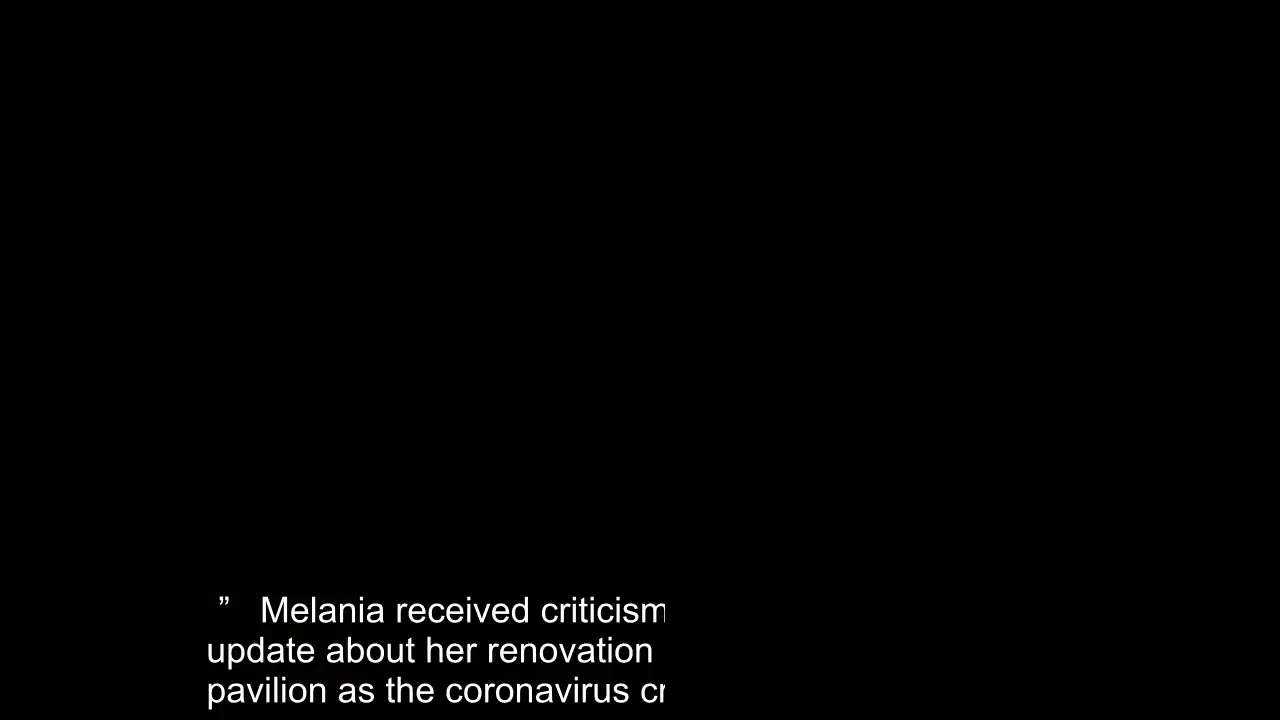 ” Melania received criticism
update about her renovation
pavilion as the coronavirus